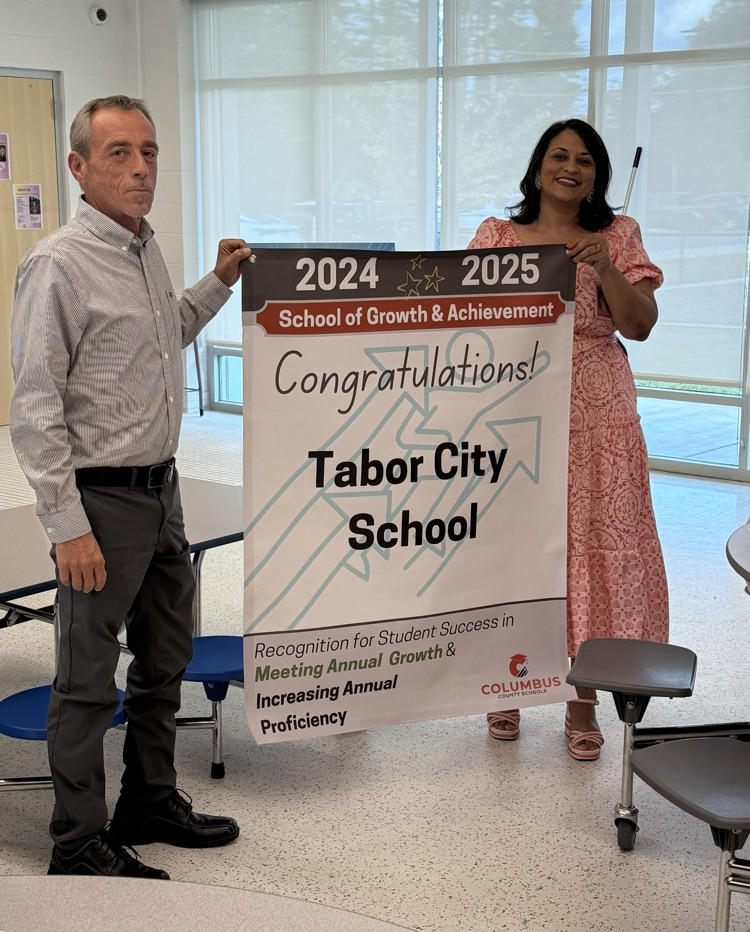 2024 2025
School of Growth & Achievement
Congratulations!
Tabor City
School
Recognition for Student Success in
Meeting Annual Growth &
Increasing Annual
Proficiency
COLUMBUS
COUNTY SCHOOLS